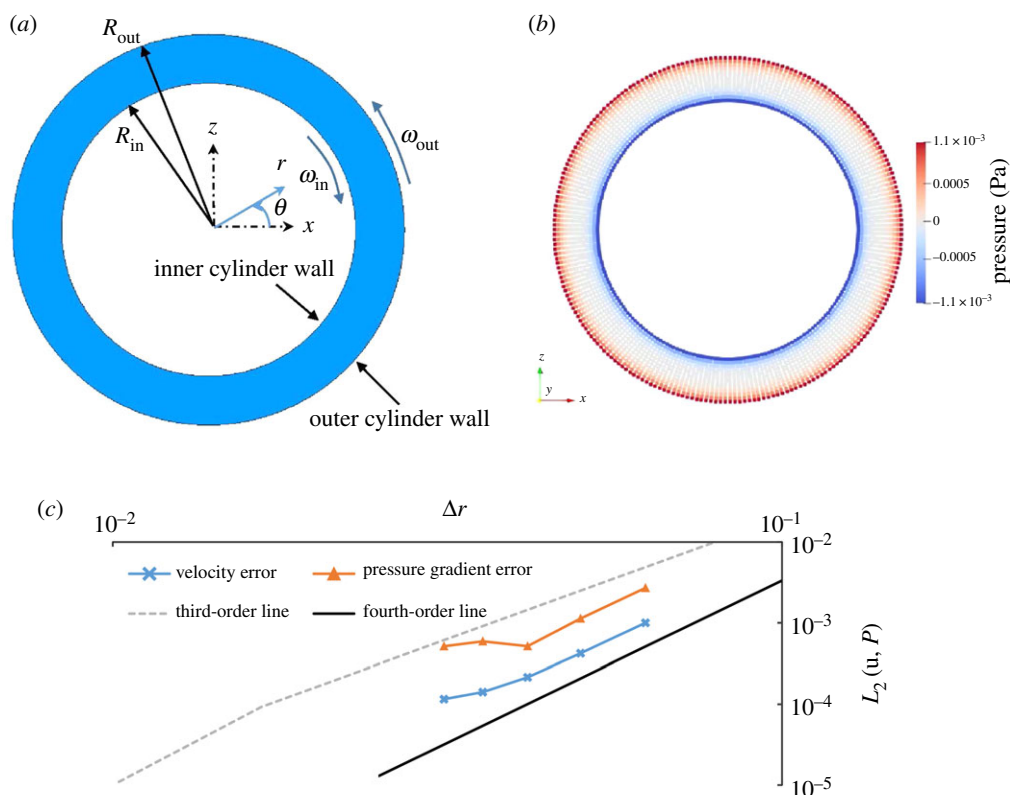 (a)
R_out
R_in
z
r
ω_in
ω_out
θ
x
inner cylinder wall
outer cylinder wall
(b)
1.1 × 10⁻³
0.0005
0
−0.0005
−1.1 × 10⁻³
pressure (Pa)
z
y
x
(c)
Δr
10⁻²
10⁻¹
velocity error
pressure gradient error
third-order line
fourth-order line
10⁻²
10⁻³
10⁻⁴
10⁻⁵
L₂ (u, P)